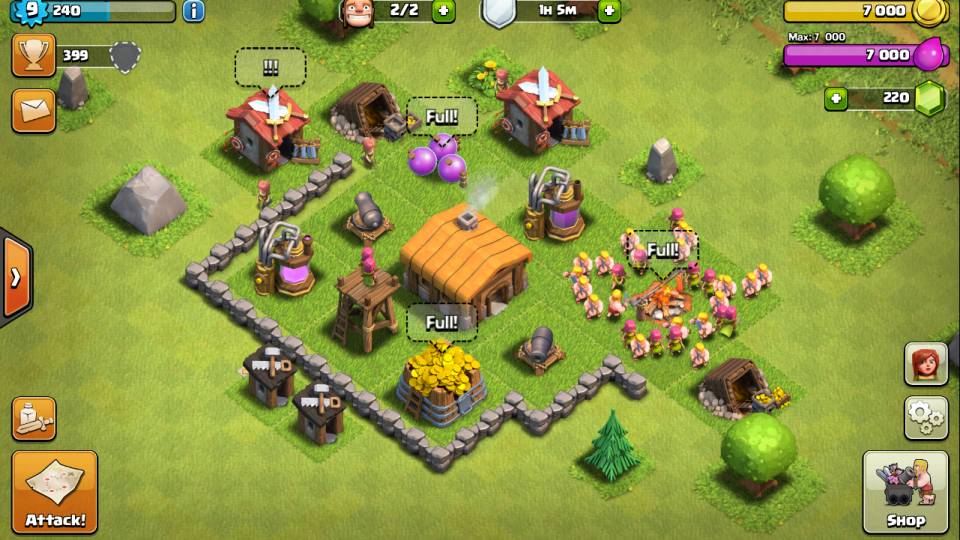 9
240
i
2/2
1H 5M
7 000
Max: 7 000
399
7 000
220
!!!
Full!
Full!
Full!
Attack!
Shop